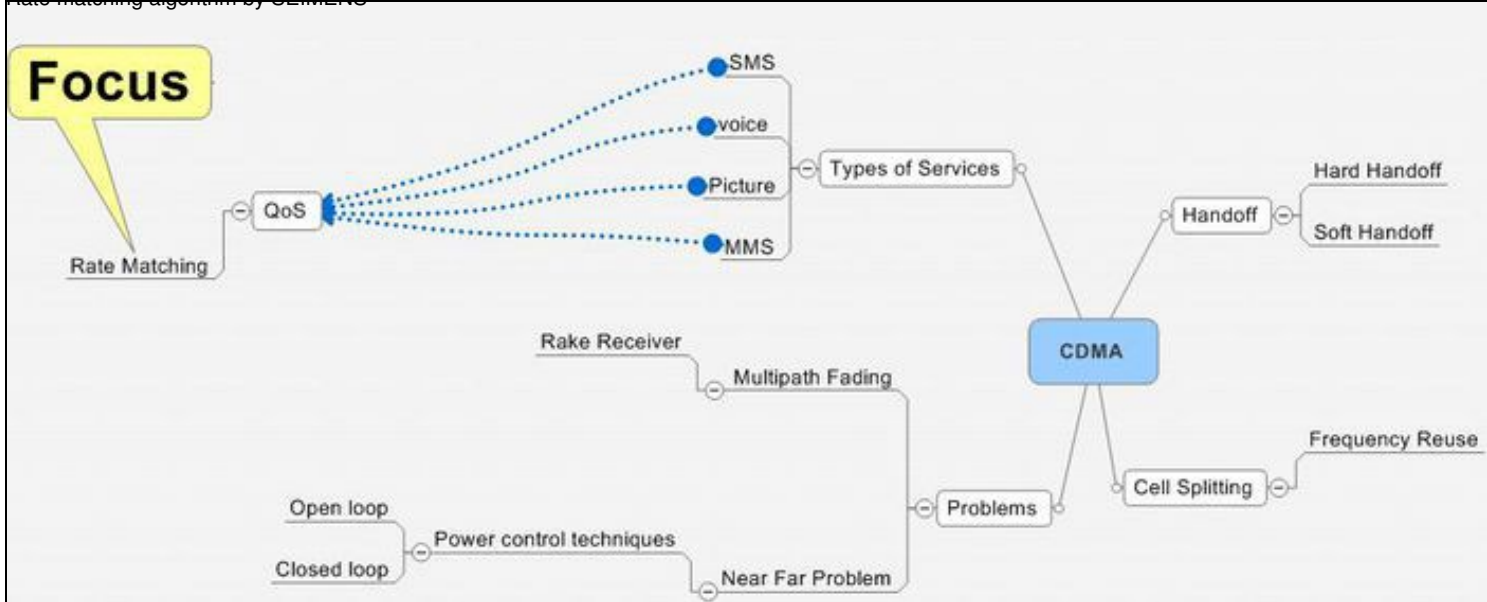 Rate matching algorithm by SEIMENS
Focus
SMS
voice
Picture
MMS
Types of Services
QoS
Rate Matching
Hard Handoff
Handoff
Soft Handoff
CDMA
Rake Receiver
Multipath Fading
Frequency Reuse
Cell Splitting
Problems
Open loop
Power control techniques
Closed loop
Near Far Problem